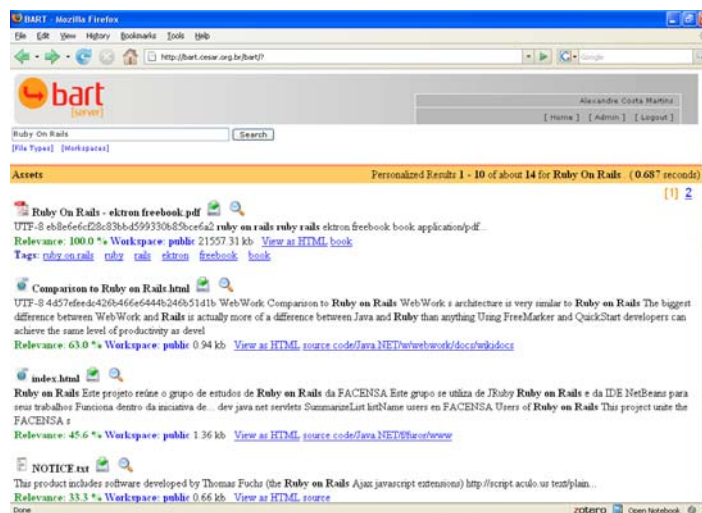 BART - Mozilla Firefox
File Edit View History Bookmarks Tools Help
http://bart.cesar.org.br/bart/?
Google
bart
[server]
Alexandre Costa Martins
[ Home ] [ Admin ] [ Logout ]
Ruby On Rails Search
[File Types] [Workspaces]
Assets Personalized Results 1 - 10 of about 14 for Ruby On Rails . ( 0.687 seconds)
[1] 2
Ruby On Rails - ektron freebook.pdf
UTF-8 ruby on rails ruby rails ektron freebook book application/pdf...
Relevance: 100.0 % Workspace: public 21557.31 kb View as HTML book
Tags: ruby on rails ruby rails ektron freebook book
Comparison to Ruby on Rails.html
UTF-8 WebWork Comparison to Ruby on Rails WebWork s architecture is very similar to Ruby on Rails The biggest
difference between WebWork and Rails is actually more of a difference between Java and Ruby than anything Using FreeMarker and QuickStart developers can
achieve the same level of productivity as devel
Relevance: 63.0 % Workspace: public 0.94 kb View as HTML source code/Java.NET/w/webwork/docs/wikidocs
index.html
Ruby on Rails Este projeto reúne o grupo de estudos de Ruby on Rails da FACENSA Este grupo se utiliza de JRuby Ruby on Rails e da IDE NetBeans para
seus trabalhos Funciona dentro da iniciativa de... dev java net servlets SummarizeList listName users en FACENSA Users of Ruby on Rails This project unite the
FACENSA s
Relevance: 45.6 % Workspace: public 1.36 kb View as HTML
NOTICE.txt
This product includes software developed by Thomas Fuchs (the Ruby on Rails Ajax javascript extensions) http://script.aculo.us text/plain...
Relevance: 33.3 % Workspace: public 0.66 kb View as HTML source
Done zotero Open Notebook